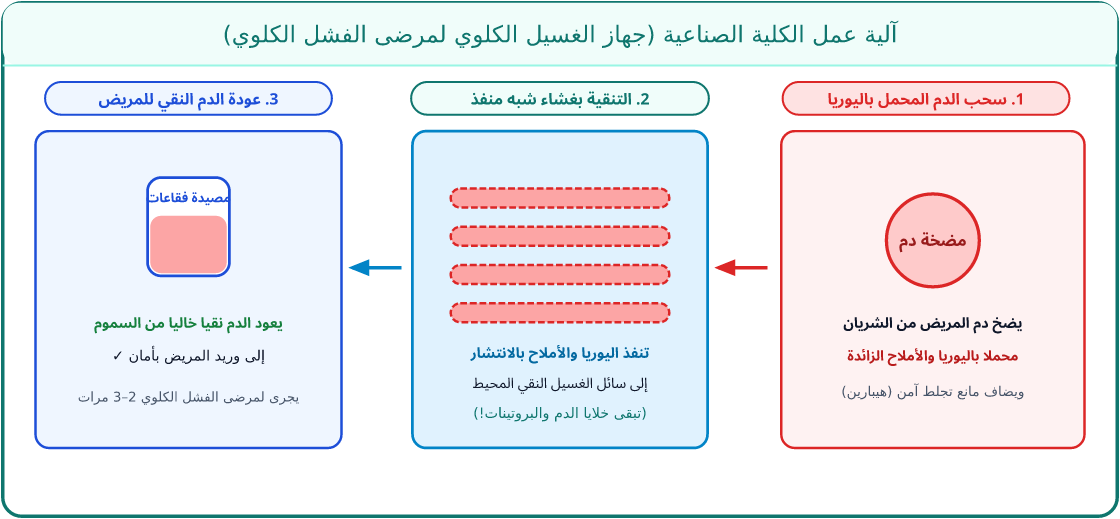 آلية عمل الكلية الصناعية (جهاز الغسيل الكلوي لمرضى الفشل الكلوي)
1. سحب الدم المحمل باليوريا
مضخة دم
يضخ دم المريض من الشريان
محملا باليوريا والأملاح الزائدة
ويضاف مانع تجلط آمن (هيبارين)
2. التنقية بغشاء شبه منفذ
تنفذ اليوريا والأملاح بالانتشار
إلى سائل الغسيل النقي المحيط
(تبقى خلايا الدم والبروتينات!)
3. عودة الدم النقي للمريض
مصيدة فقاعات
يعود الدم نقيا خاليا من السموم
إلى وريد المريض بأمان ✓
يجرى لمرضى الفشل الكلوي 2–3 مرات